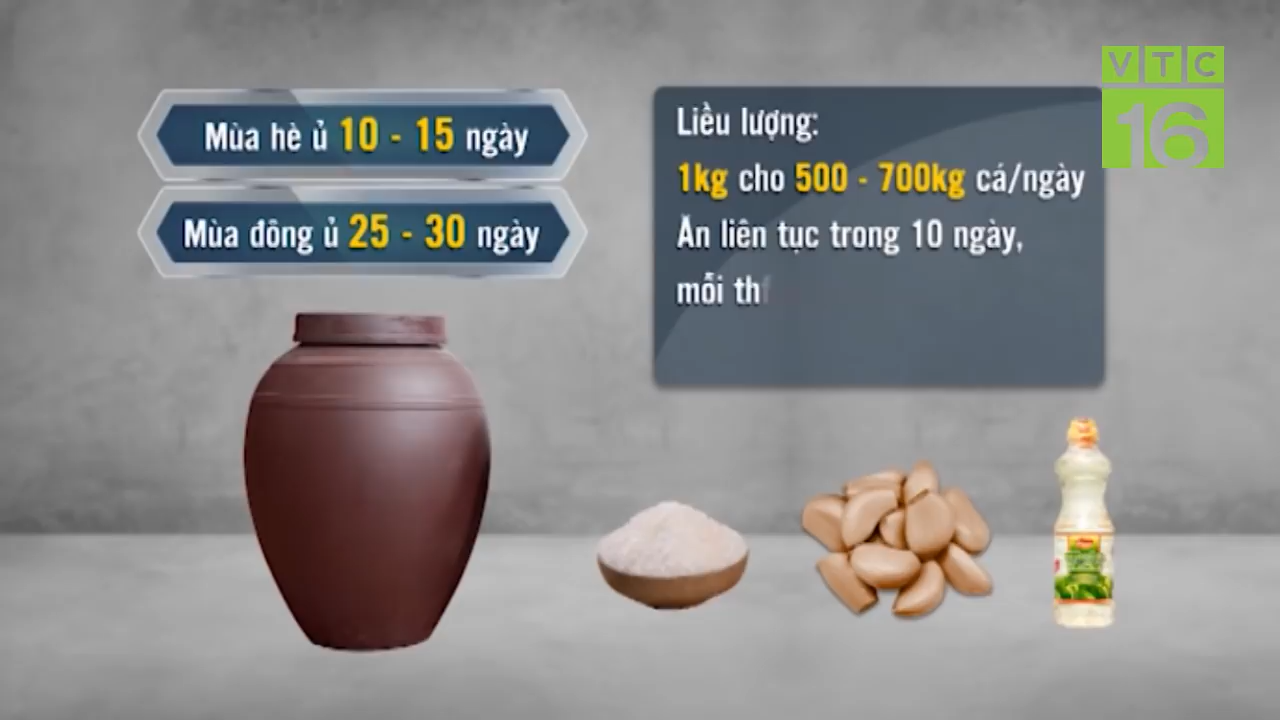 VTC
16
Mùa hè ủ 10 - 15 ngày
Mùa đông ủ 25 - 30 ngày
Liều lượng:
1kg cho 500 - 700kg cá/ngày
Ăn liên tục trong 10 ngày,
mỗi th